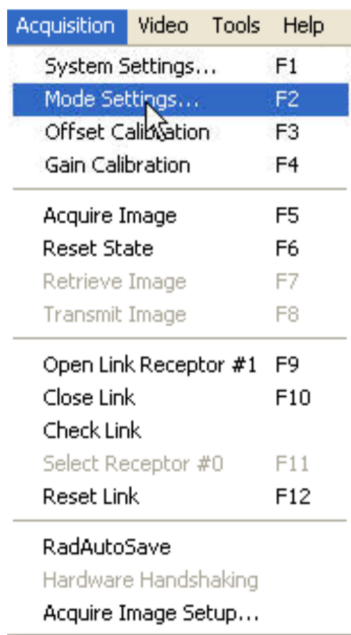 Acquisition Video Tools Help
System Settings... F1
Mode Settings... F2
Offset Calibration F3
Gain Calibration F4
Acquire Image F5
Reset State F6
Retrieve Image F7
Transmit Image F8
Open Link Receptor #1 F9
Close Link F10
Check Link
Select Receptor #0 F11
Reset Link F12
RadAutoSave
Hardware Handshaking
Acquire Image Setup...